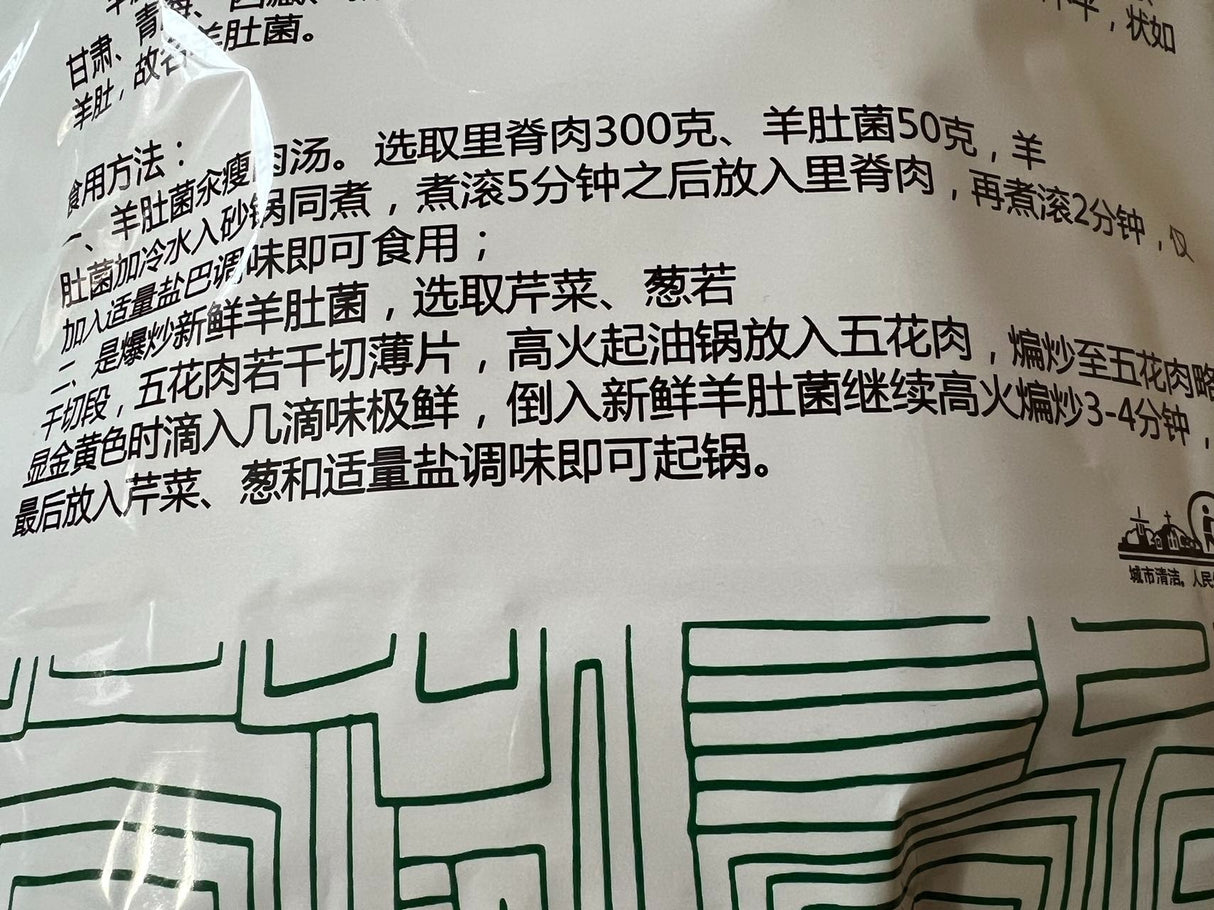 甘肃、青海、西藏、
状如
羊肚，故名羊肚菌。
食用方法：
一、羊肚菌汆瘦肉汤。选取里脊肉300克、羊肚菌50克，羊
肚菌加冷水入砂锅同煮，煮滚5分钟之后放入里脊肉，再煮滚2分钟，仅
加入适量盐巴调味即可食用；
二、是爆炒新鲜羊肚菌，选取芹菜、葱若
干切段，五花肉若干切薄片，高火起油锅放入五花肉，煸炒至五花肉略
显金黄色时滴入几滴味极鲜，倒入新鲜羊肚菌继续高火煸炒3-4分钟，
最后放入芹菜、葱和适量盐调味即可起锅。
城市清洁。人民